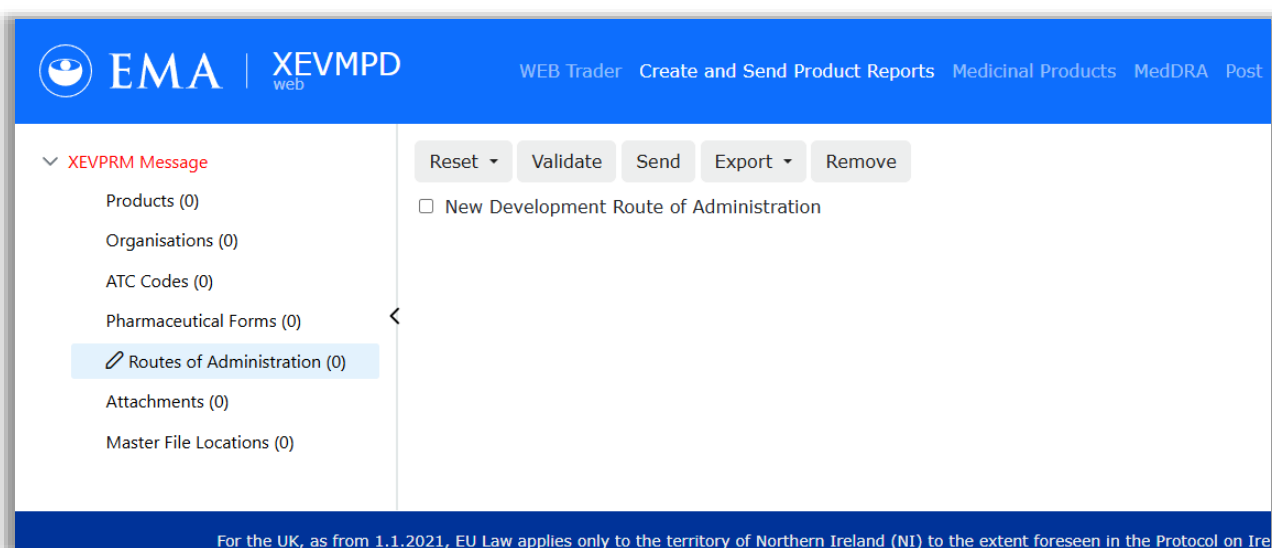 EMA | XEVMPD
web
WEB Trader Create and Send Product Reports Medicinal Products MedDRA Post
XEVPRM Message
Products (0)
Organisations (0)
ATC Codes (0)
Pharmaceutical Forms (0)
Routes of Administration (0)
Attachments (0)
Master File Locations (0)
Reset Validate Send Export Remove
New Development Route of Administration
For the UK, as from 1.1.2021, EU Law applies only to the territory of Northern Ireland (NI) to the extent foreseen in the Protocol on Ire